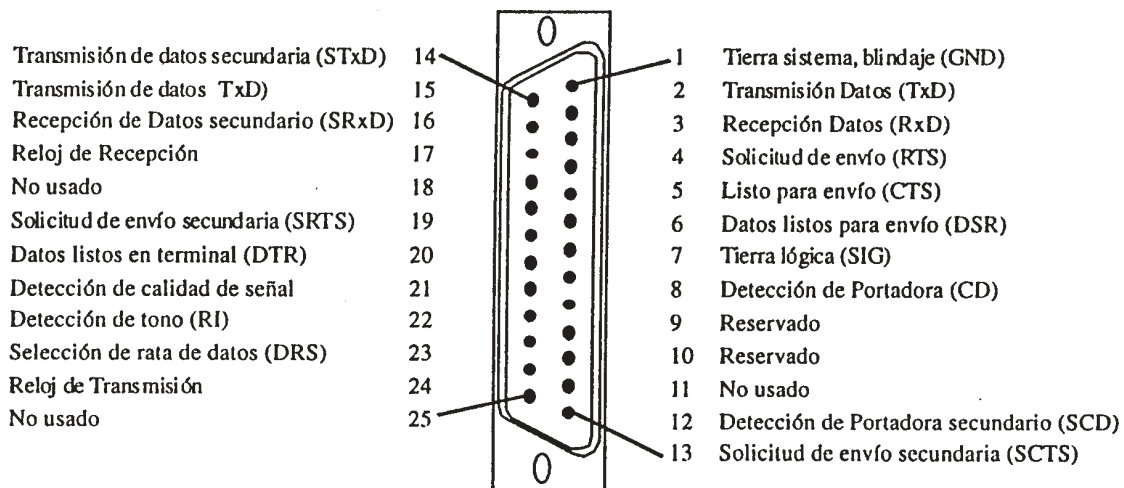 Transmisión de datos secundaria (STxD) 14
Transmisión de datos TxD) 15
Recepción de Datos secundario (SRxD) 16
Reloj de Recepción 17
No usado 18
Solicitud de envío secundaria (SRTS) 19
Datos listos en terminal (DTR) 20
Detección de calidad de señal 21
Detección de tono (RI) 22
Selección de rata de datos (DRS) 23
Reloj de Transmisión 24
No usado 25
1 Tierra sistema, blindaje (GND)
2 Transmisión Datos (TxD)
3 Recepción Datos (RxD)
4 Solicitud de envío (RTS)
5 Listo para envío (CTS)
6 Datos listos para envío (DSR)
7 Tierra lógica (SIG)
8 Detección de Portadora (CD)
9 Reservado
10 Reservado
11 No usado
12 Detección de Portadora secundario (SCD)
13 Solicitud de envío secundaria (SCTS)